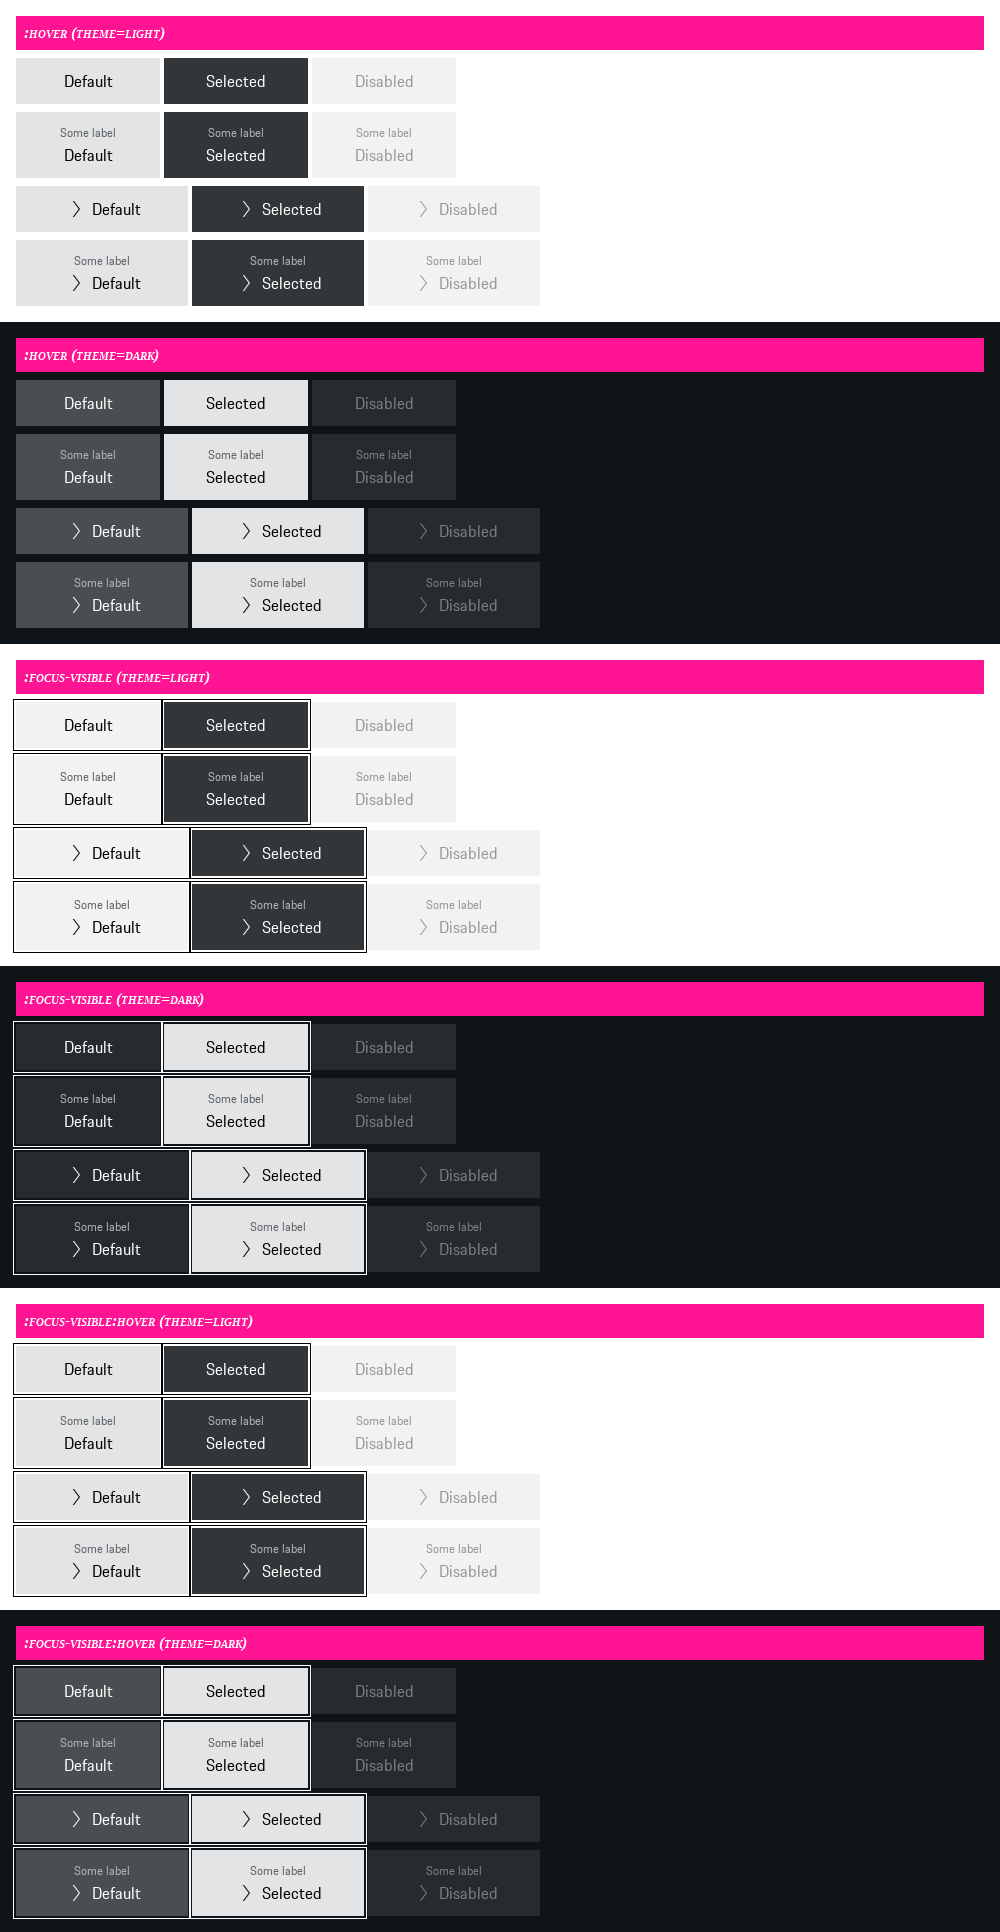 :HOVER (THEME=LIGHT)
Default Selected Disabled
Some label Some label Some label
Default Selected Disabled
Default Selected Disabled
Some label Some label Some label
Default Selected Disabled
:HOVER (THEME=DARK)
Default Selected Disabled
Some label Some label Some label
Default Selected Disabled
Default Selected Disabled
Some label Some label Some label
Default Selected Disabled
:FOCUS-VISIBLE (THEME=LIGHT)
Default Selected Disabled
Some label Some label Some label
Default Selected Disabled
Default Selected Disabled
Some label Some label Some label
Default Selected Disabled
:FOCUS-VISIBLE (THEME=DARK)
Default Selected Disabled
Some label Some label Some label
Default Selected Disabled
Default Selected Disabled
Some label Some label Some label
Default Selected Disabled
:FOCUS-VISIBLE:HOVER (THEME=LIGHT)
Default Selected Disabled
Some label Some label Some label
Default Selected Disabled
Default Selected Disabled
Some label Some label Some label
Default Selected Disabled
:FOCUS-VISIBLE:HOVER (THEME=DARK)
Default Selected Disabled
Some label Some label Some label
Default Selected Disabled
Default Selected Disabled
Some label Some label Some label
Default Selected Disabled